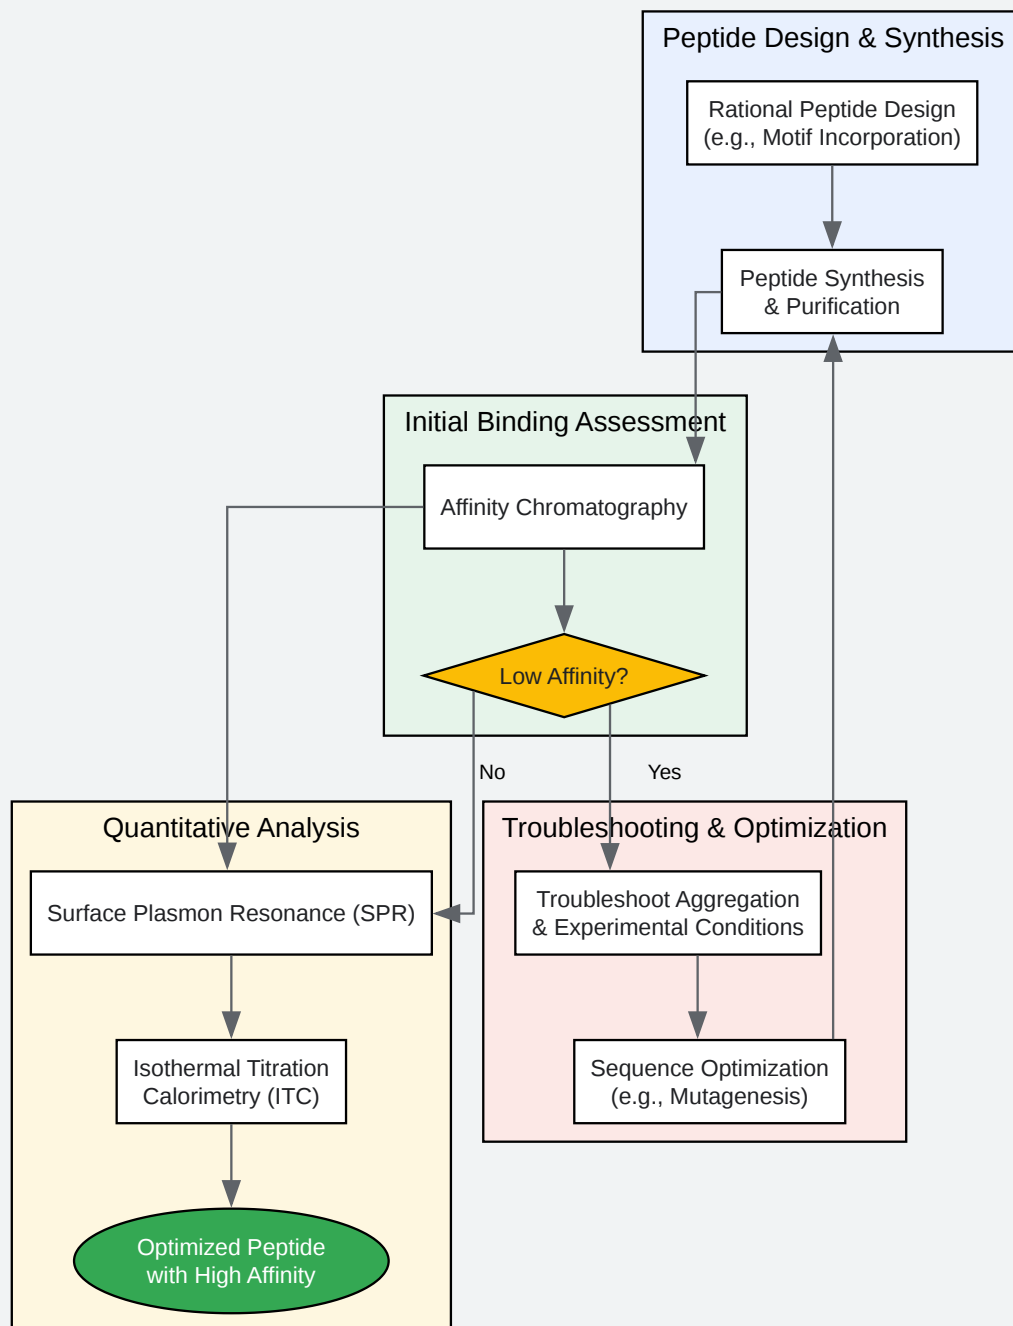 Peptide Design & Synthesis
Rational Peptide Design
(e.g., Motif Incorporation)
Peptide Synthesis
& Purification
Initial Binding Assessment
Affinity Chromatography
Low Affinity?
No
Yes
Quantitative Analysis
Surface Plasmon Resonance (SPR)
Isothermal Titration
Calorimetry (ITC)
Optimized Peptide
with High Affinity
Troubleshooting & Optimization
Troubleshoot Aggregation
& Experimental Conditions
Sequence Optimization
(e.g., Mutagenesis)